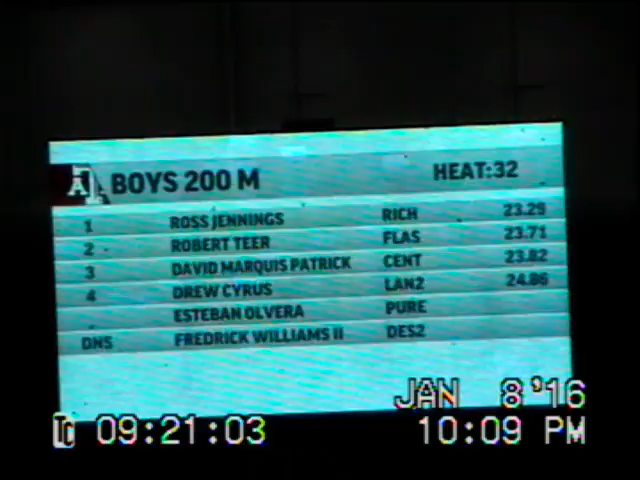 A
BOYS 200 M HEAT:32
1 ROSS JENNINGS RICH 23.29
2 ROBERT TEER FLAS 23.71
3 DAVID MARQUIS PATRICK CENT 23.82
4 DREW CYRUS LAN2 24.86
ESTEBAN OLVERA PURE
DNS FREDRICK WILLIAMS II DES2
JAN 8 '16
TC 09:21:03 10:09 PM